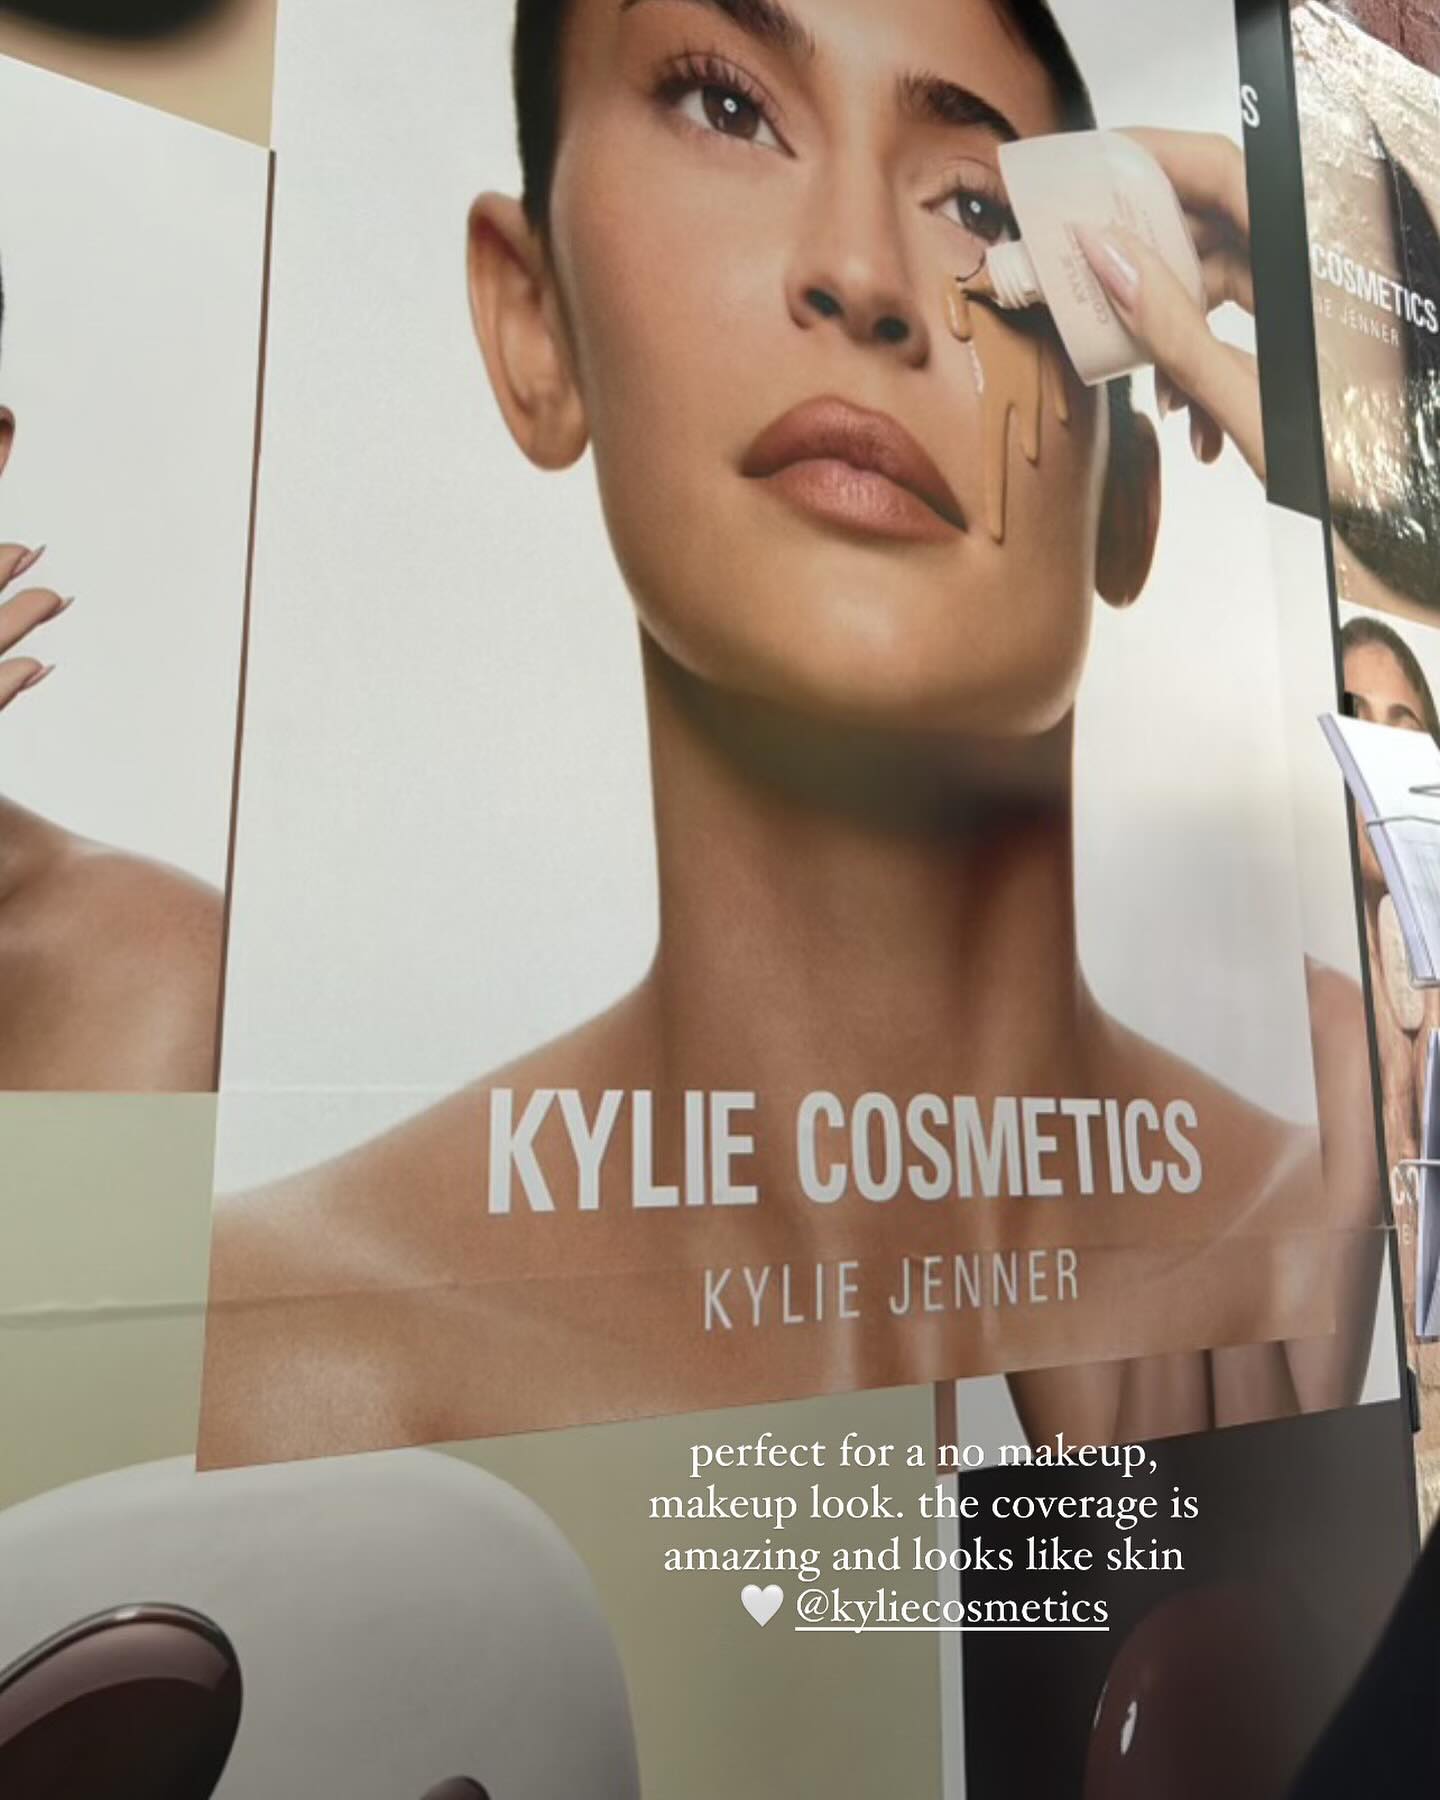 S
COSMETICS
JENNER
KYLIE COSMETICS
KYLIE JENNER
perfect for a no makeup,
makeup look. the coverage is
amazing and looks like skin
🤍 @kyliecosmetics